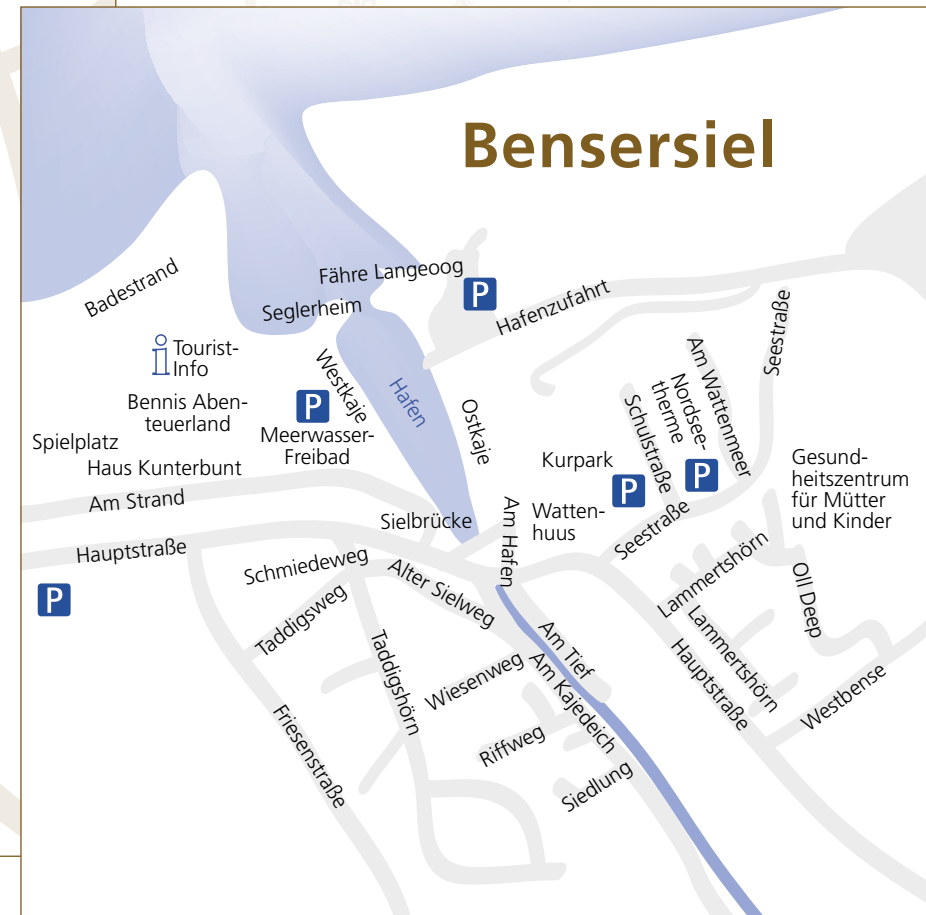 Bensersiel
Fähre Langeoog
P
Badestrand
Seglerheim
Hafenzufahrt
Seestraße
i Tourist-
Info
Westkaje
Hafen
Ostkaje
Am Wattenmeer
Nordsee-
therme
Schulstraße
Bennis Aben-
teuerland
P
Meerwasser-
Freibad
Spielplatz
Haus Kunterbunt
Am Strand
Kurpark
P
P
Gesund-
heitszentrum
für Mütter
und Kinder
Sielbrücke
Am Hafen
Watten-
huus
Seestraße
Hauptstraße
P
Schmiedeweg
Alter Sielweg
Lammertshörn
Oll Deep
Taddigsweg
Taddigshörn
Am Tief
Lammertshörn
Hauptstraße
Westbense
Wiesenweg
Am Kajedeich
Friesenstraße
Riffweg
Siedlung